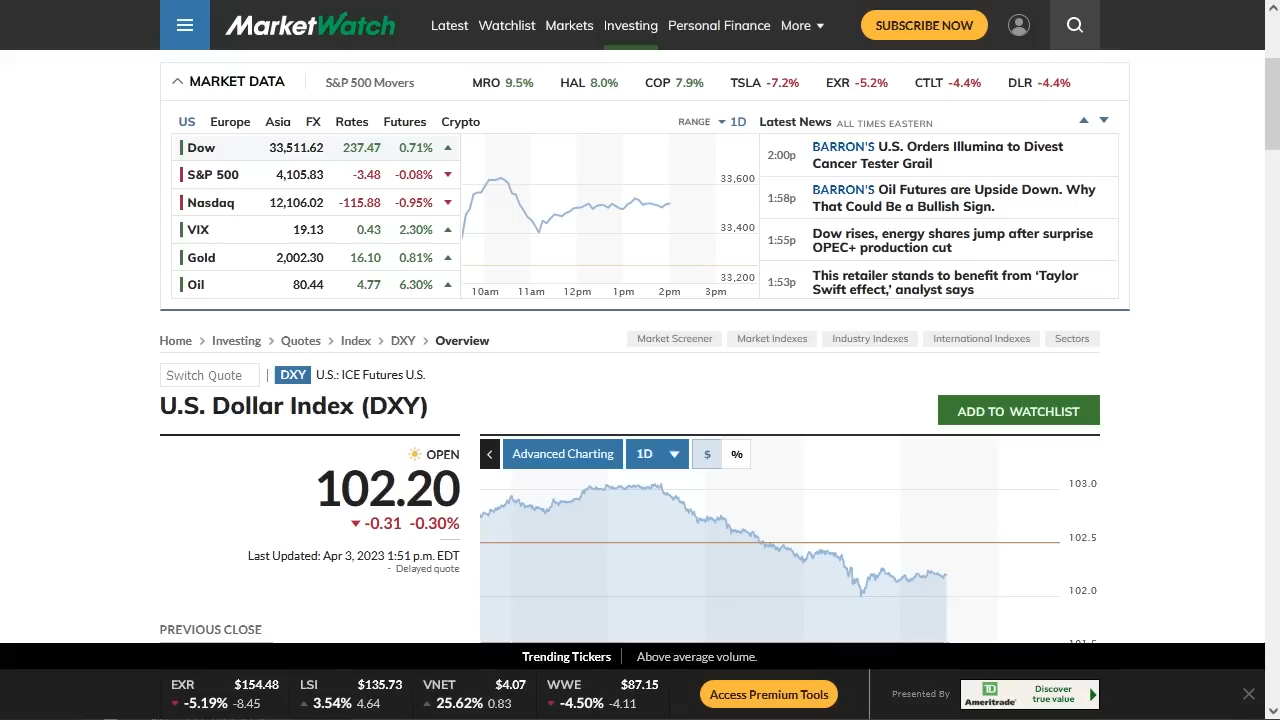 MarketWatch Latest Watchlist Markets Investing Personal Finance More SUBSCRIBE NOW
MARKET DATA S&P 500 Movers MRO 9.5% HAL 8.0% COP 7.9% TSLA -7.2% EXR -5.2% CTLT -4.4% DLR -4.4%
US Europe Asia FX Rates Futures Crypto RANGE 1D
Dow 33,511.62 237.47 0.71%
S&P 500 4,105.83 -3.48 -0.08%
Nasdaq 12,106.02 -115.88 -0.95%
VIX 19.13 0.43 2.30%
Gold 2,002.30 16.10 0.81%
Oil 80.44 4.77 6.30%
33,600
33,400
33,200
10am 11am 12pm 1pm 2pm 3pm
Latest News ALL TIMES EASTERN
2:00p BARRON'S U.S. Orders Illumina to Divest
Cancer Tester Grail
1:58p BARRON'S Oil Futures are Upside Down. Why
That Could Be a Bullish Sign.
1:55p Dow rises, energy shares jump after surprise
OPEC+ production cut
1:53p This retailer stands to benefit from ‘Taylor
Swift effect,’ analyst says
Home > Investing > Quotes > Index > DXY > Overview
Market Screener Market Indexes Industry Indexes International Indexes Sectors
Switch Quote | DXY U.S.: ICE Futures U.S.
U.S. Dollar Index (DXY)
ADD TO WATCHLIST
OPEN
102.20
-0.31 -0.30%
Last Updated: Apr 3, 2023 1:51 p.m. EDT
- Delayed quote
PREVIOUS CLOSE
Advanced Charting 1D $ %
103.0
102.5
102.0
Trending Tickers Above average volume.
EXR $154.48
-5.19% -8.45
LSI $135.73
3.54%
VNET $4.07
25.62% 0.83
WWE $87.15
-4.50%
Access Premium Tools
Presented By
TD Ameritrade
Discover
true value